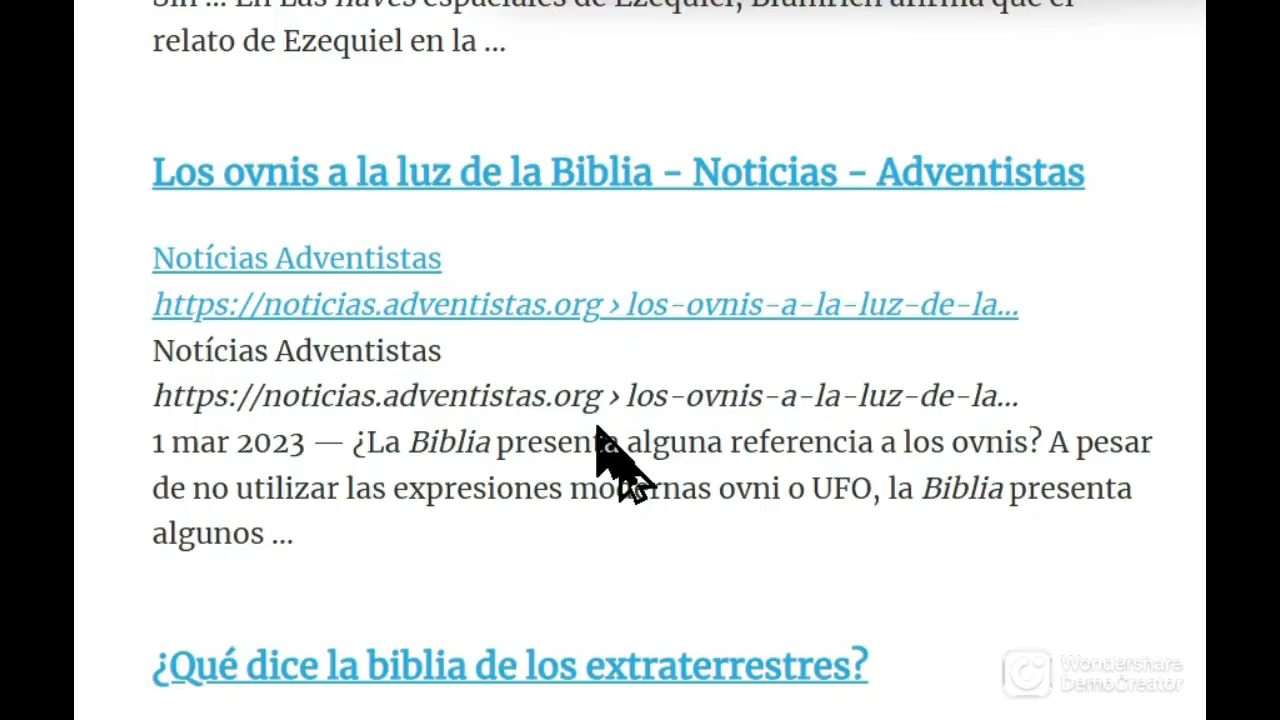 relato de Ezequiel en la ...
Los ovnis a la luz de la Biblia - Noticias - Adventistas
Notícias Adventistas
https://noticias.adventistas.org › los-ovnis-a-la-luz-de-la...
Notícias Adventistas
https://noticias.adventistas.org › los-ovnis-a-la-luz-de-la...
1 mar 2023 — ¿La Biblia presenta alguna referencia a los ovnis? A pesar
de no utilizar las expresiones modernas ovni o UFO, la Biblia presenta
algunos ...
¿Qué dice la biblia de los extraterrestres?
Wondershare
DemoCreator